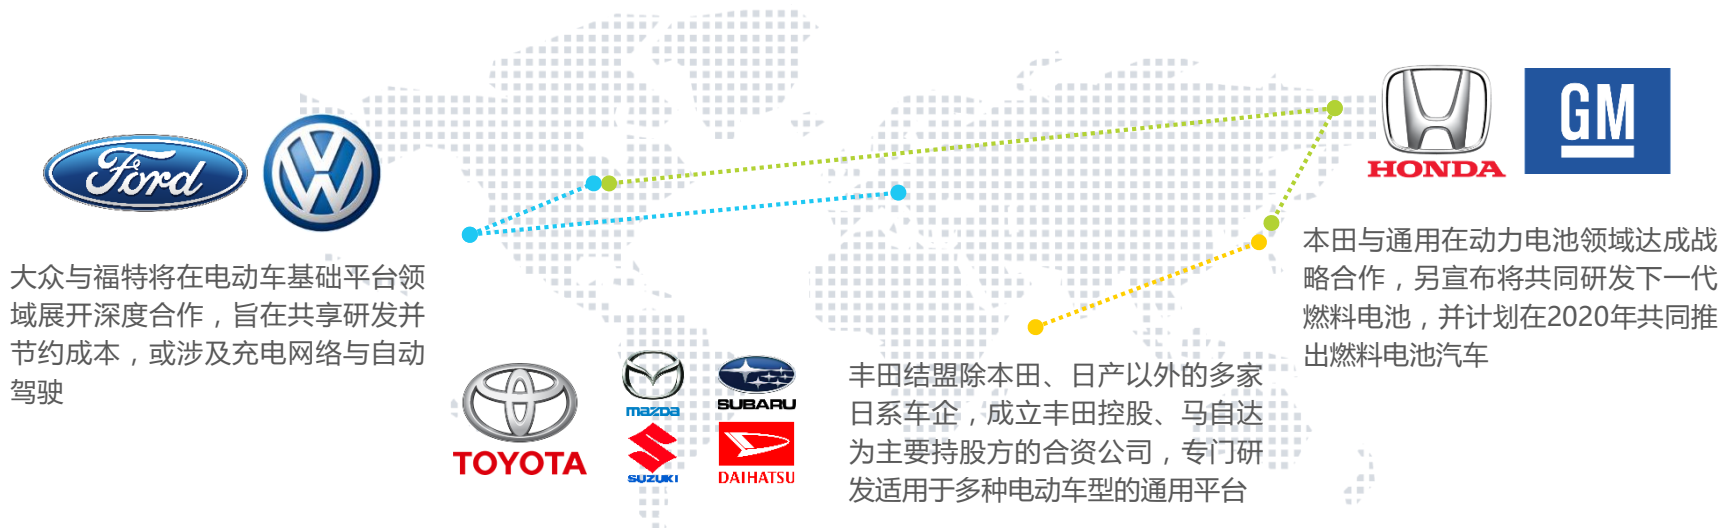 Ford
大众与福特将在电动车基础平台领
域展开深度合作，旨在共享研发并
节约成本，或涉及充电网络与自动
驾驶
TOYOTA
mazda
SUBARU
SUZUKI
DAIHATSU
丰田结盟除本田、日产以外的多家
日系车企，成立丰田控股、马自达
为主要持股方的合资公司，专门研
发适用于多种电动车型的通用平台
HONDA
GM
本田与通用在动力电池领域达成战
略合作，另宣布将共同研发下一代
燃料电池，并计划在2020年共同推
出燃料电池汽车